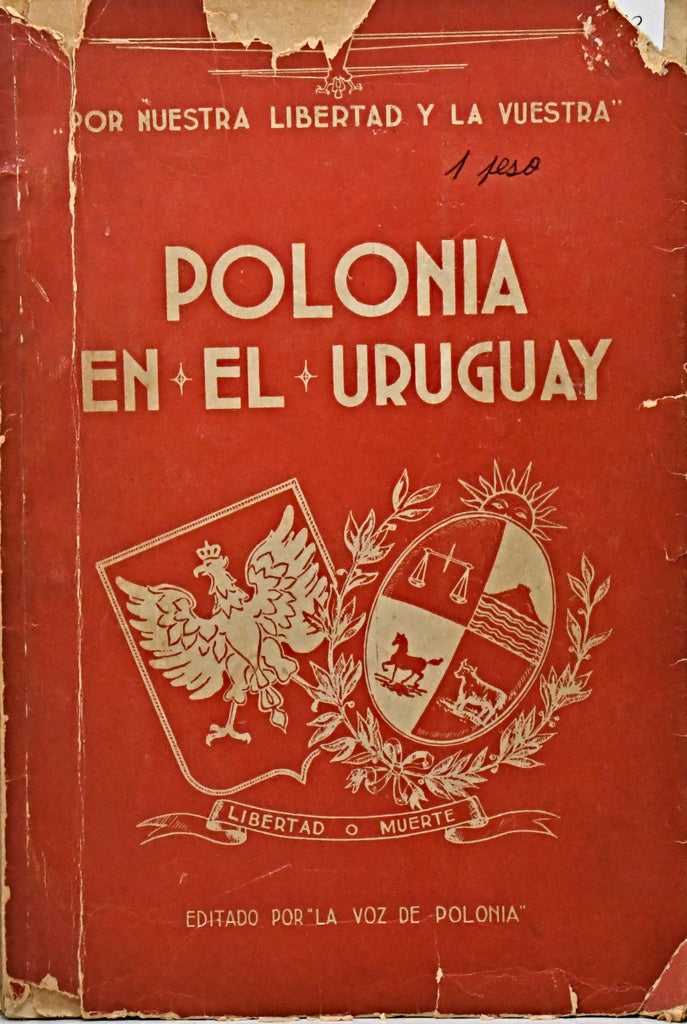 „POR NUESTRA LIBERTAD Y LA VUESTRA"
1 peso
POLONIA
EN EL URUGUAY
LIBERTAD O MUERTE
EDITADO POR "LA VOZ DE POLONIA"